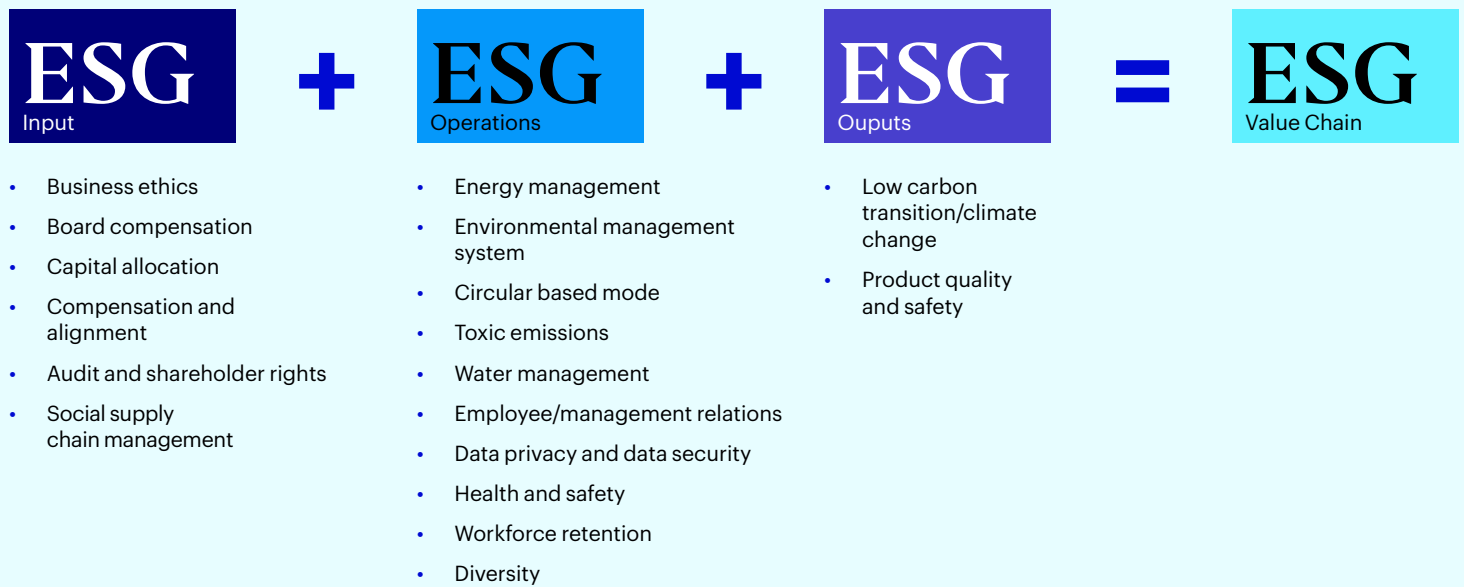 ESG
Input
+
ESG
Operations
+
ESG
Ouputs
=
ESG
Value Chain
• Business ethics
• Board compensation
• Capital allocation
• Compensation and
alignment
• Audit and shareholder rights
• Social supply
chain management
• Energy management
• Environmental management
system
• Circular based mode
• Toxic emissions
• Water management
• Employee/management relations
• Data privacy and data security
• Health and safety
• Workforce retention
• Diversity
• Low carbon
transition/climate
change
• Product quality
and safety